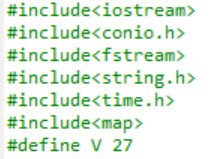 #include<iostream>
#include<conio.h>
#include<fstream>
#include<string.h>
#include<time.h>
#include<map>
#define V 27